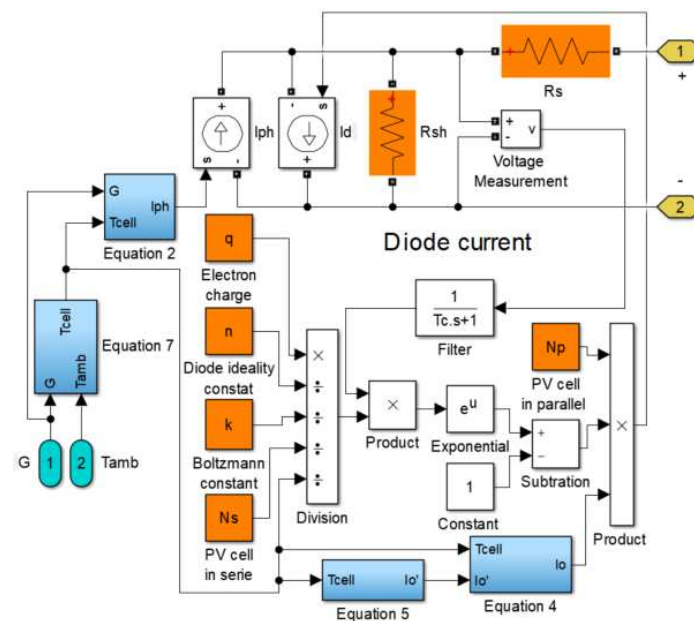 1
+
Rs
+
s
-
+
Iph
Id
Rsh
+
s
-
+
+
-
v
Voltage
Measurement
-
2
G
Tcell
Iph
Equation 2
q
Electron
charge
Diode current
Tcell
G
Tamb
Equation 7
1
Tc.s+1
Filter
n
Diode ideality
constat
×
÷
÷
÷
÷
Division
Np
PV cell
in parallel
k
Boltzmann
constant
×
Product
eu
Exponential
+
−
Subtration
×
Product
G
1
2
Tamb
1
Constant
Ns
PV cell
in serie
Tcell
Io'
Equation 5
Tcell
Io'
Io
Equation 4